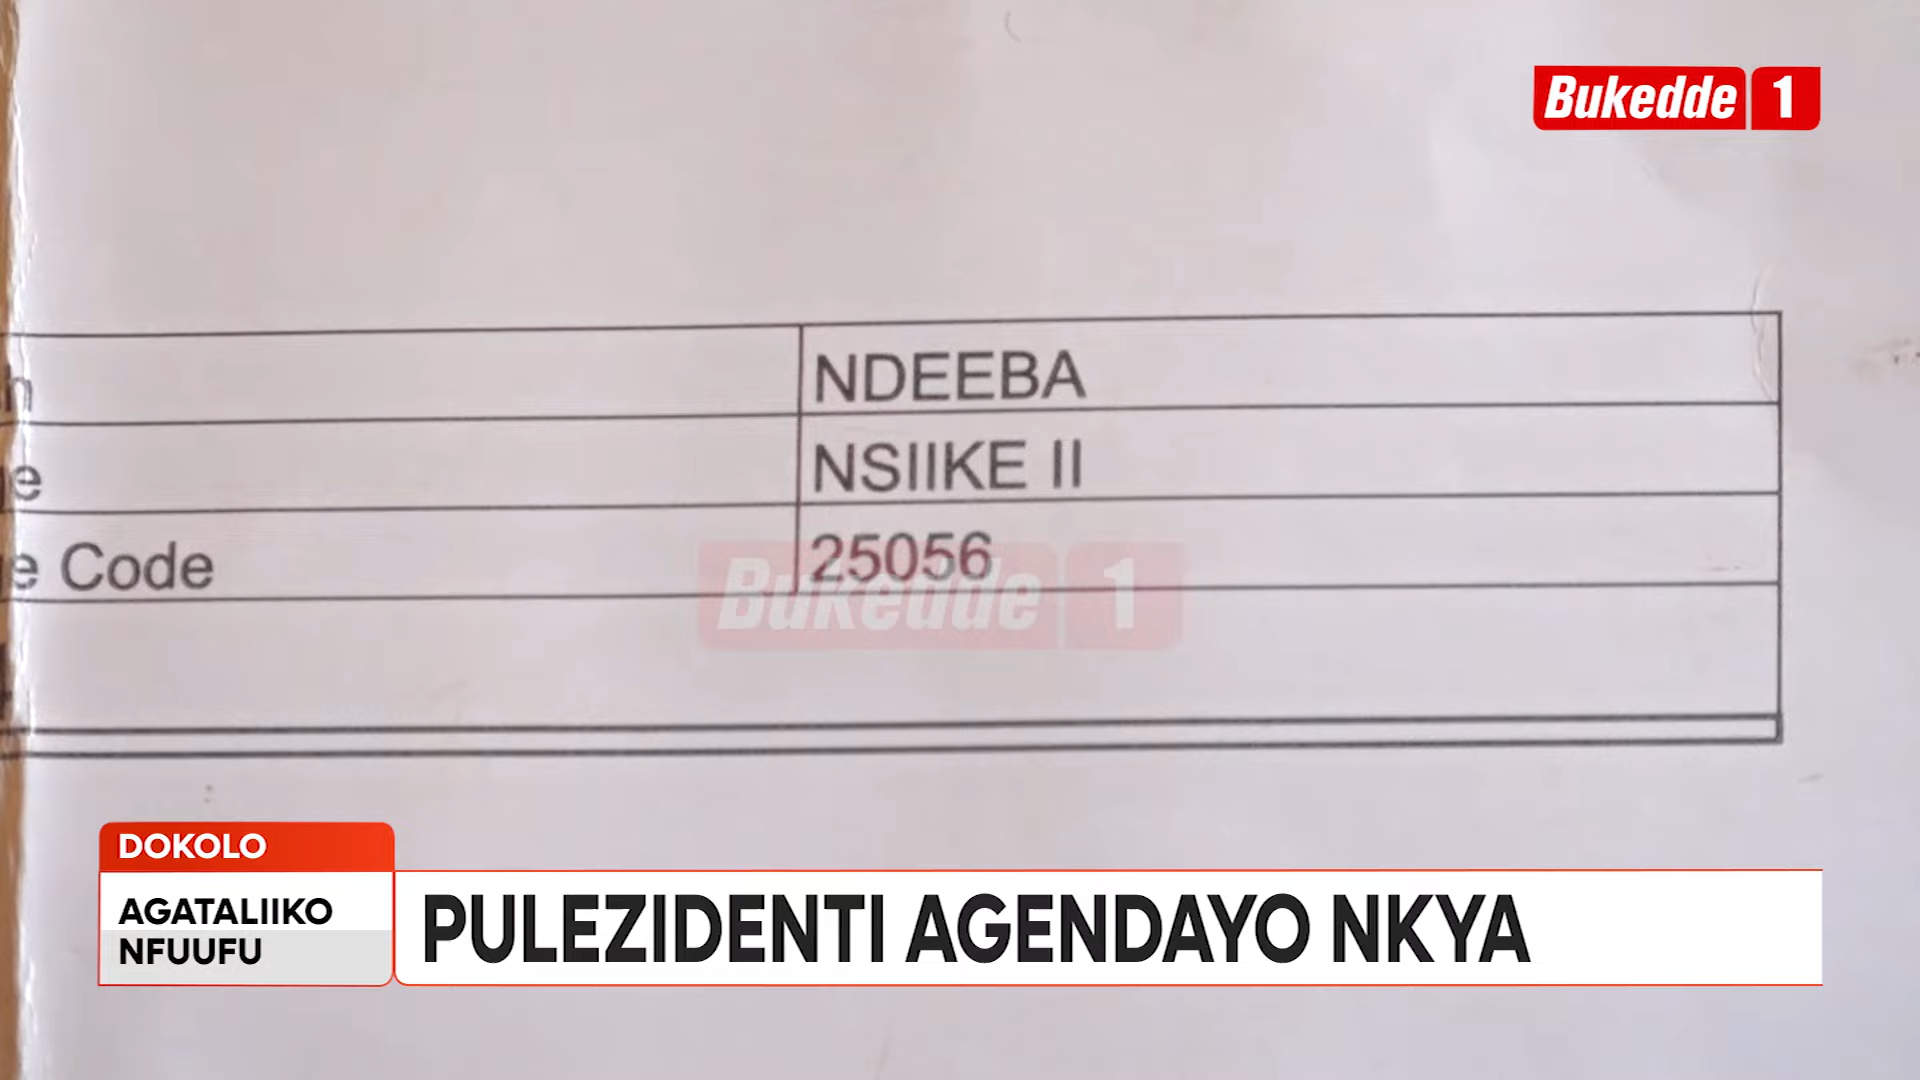 Bukedde 1
NDEEBA
NSIIKE II
e Code 25056
Bukedde 1
DOKOLO
AGATALIIKO
NFUUFU
PULEZIDENTI AGENDAYO NKYA